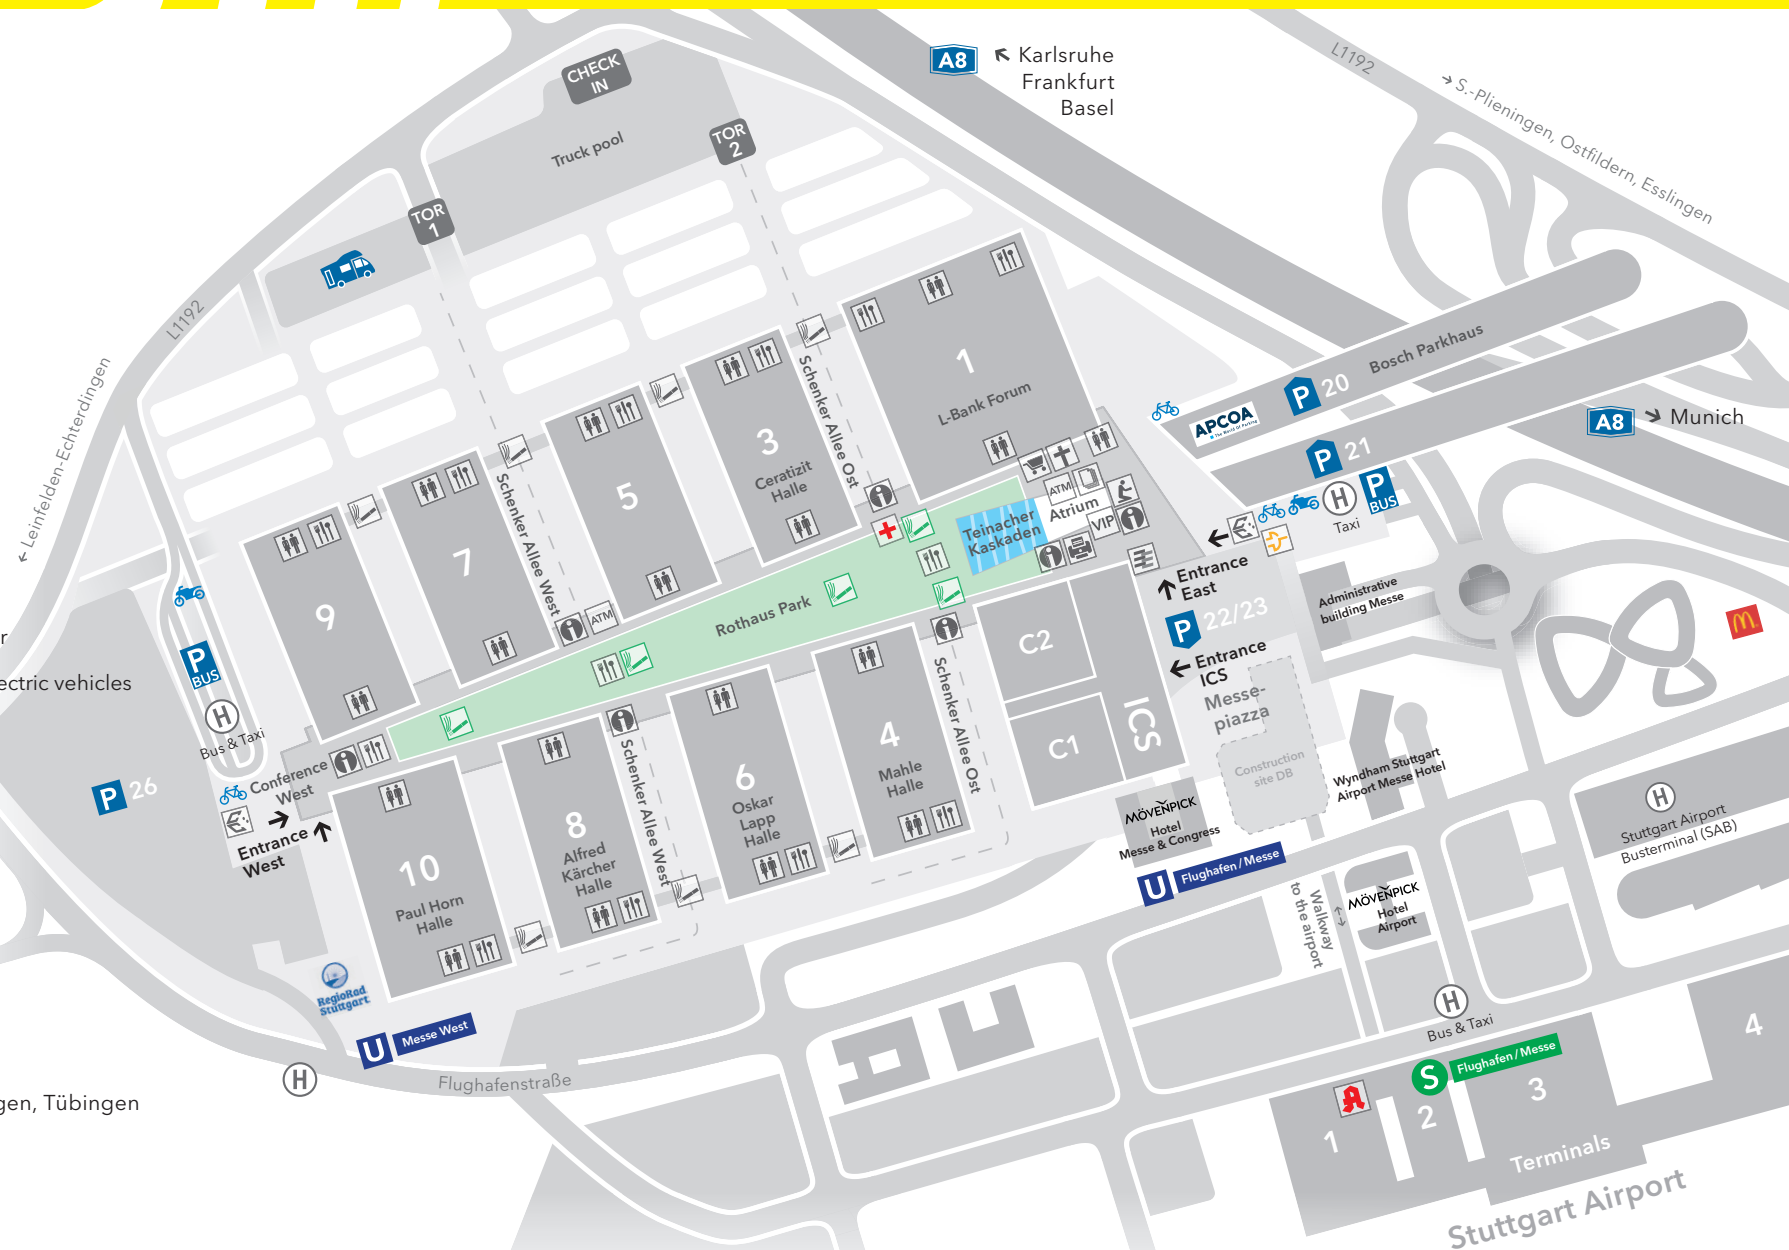 CHECK
IN
Truck pool
TOR
2
TOR
1
A8
Karlsruhe
Frankfurt
Basel
L1192
S.-Plieningen, Ostfildern, Esslingen
L1192
Leinfelden-Echterdingen
1
L-Bank Forum
3
Ceratizit
Halle
5
7
9
Schenker Allee Ost
Schenker Allee West
Bosch Parkhaus
P 20
APCOA
P 21
A8
Munich
P
BUS
H
Taxi
ATM
Atrium
VIP
Teinacher
Kaskaden
Rothaus Park
ATM
Entrance
East
P 22/23
Entrance
ICS
Messe-
piazza
Administrative
building Messe
Construction
site DB
C2
C1
ICS
4
Mahle
Halle
Schenker Allee Ost
6
Oskar
Lapp
Halle
Schenker Allee West
8
Alfred
Kärcher
Halle
10
Paul Horn
Halle
P
BUS
H
Bus & Taxi
Conference
West
Entrance
West
P 26
r
ectric vehicles
gen, Tübingen
RegioRad
Stuttgart
U Messe West
H
Flughafenstraße
MÖVENPICK
Hotel
Messe & Congress
U Flughafen / Messe
Wyndham Stuttgart
Airport Messe Hotel
Walkway
to the airport
MÖVENPICK
Hotel
Airport
H
Stuttgart Airport
Busterminal (SAB)
H
Bus & Taxi
S Flughafen / Messe
1
2
3
4
Terminals
Stuttgart Airport